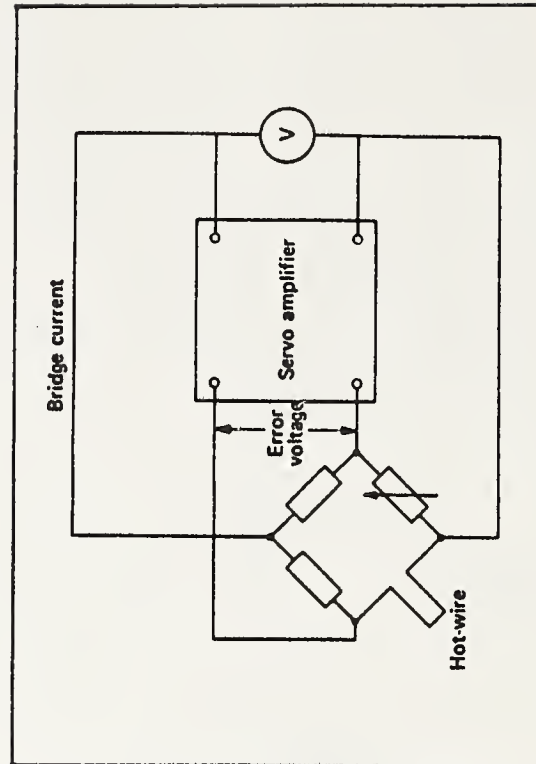 Bridge current
V
Servo amplifier
Error
voltage
Hot-wire